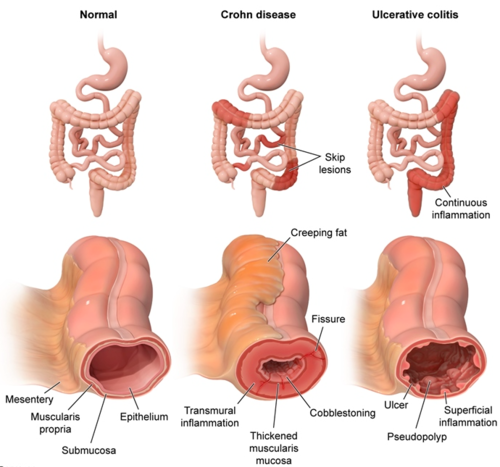 Normal
Crohn disease
Ulcerative colitis
Skip
lesions
Continuous
inflammation
Creeping fat
Fissure
Mesentery
Muscularis
propria
Submucosa
Epithelium
Transmural
inflammation
Thickened
muscularis
mucosa
Cobblestoning
Ulcer
Pseudopolyp
Superficial
inflammation